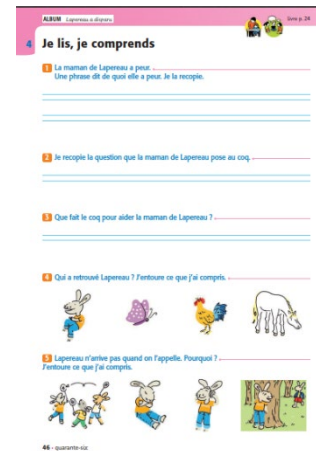 ALBUM Lapereau a disparu
livre p. 28
4 Je lis, je comprends
1 La maman de Lapereau a peur.
Une phrase dit de quoi elle a peur. Je la recopie.
2 Je recopie la question que la maman de Lapereau pose au coq.
3 Que fait le coq pour aider la maman de Lapereau ?
4 Qui a retrouvé Lapereau ? J'entoure ce que j'ai compris.
5 Lapereau n'arrive pas quand on l'appelle. Pourquoi ?
J'entoure ce que j'ai compris.
46 - quarante-six